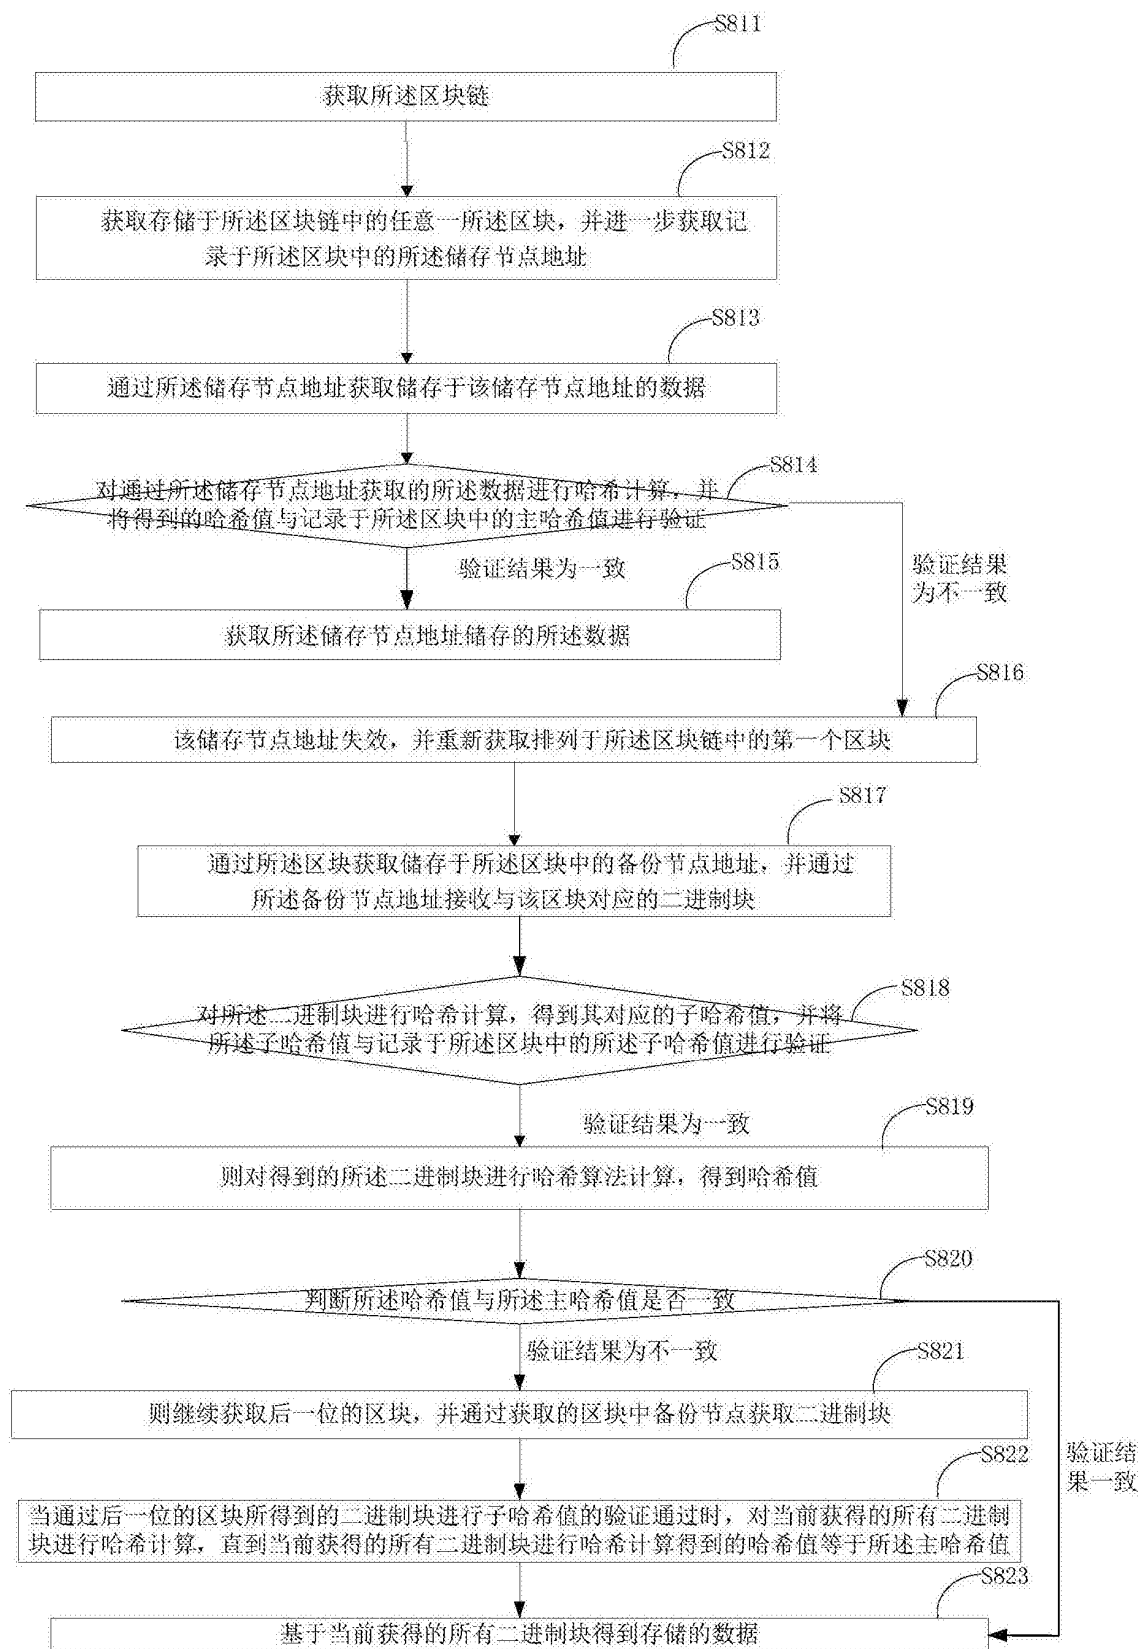 S811
获取所述区块链
S812
获取存储于所述区块链中的任意一所述区块，并进一步获取记
录于所述区块中的所述储存节点地址
S813
通过所述储存节点地址获取储存于该储存节点地址的数据
S814
对通过所述储存节点地址获取的所述数据进行哈希计算，并
将得到的哈希值与记录于所述区块中的主哈希值进行验证
验证结果为一致
S815
验证结果
为不一致
获取所述储存节点地址储存的所述数据
S816
该储存节点地址失效，并重新获取排列于所述区块链中的第一个区块
S817
通过所述区块获取储存于所述区块中的备份节点地址，并通过
所述备份节点地址接收与该区块对应的二进制块
S818
对所述二进制块进行哈希计算，得到其对应的子哈希值，并将
所述子哈希值与记录于所述区块中的所述子哈希值进行验证
验证结果为一致
S819
则对得到的所述二进制块进行哈希算法计算，得到哈希值
S820
判断所述哈希值与所述主哈希值是否一致
验证结果为不一致
S821
则继续获取后一位的区块，并通过获取的区块中备份节点获取二进制块
验证结
果一致
S822
当通过后一位的区块所得到的二进制块进行子哈希值的验证通过时，对当前获得的所有二进制
块进行哈希计算，直到当前获得的所有二进制块进行哈希计算得到的哈希值等于所述主哈希值
S823
基于当前获得的所有二进制块得到存储的数据